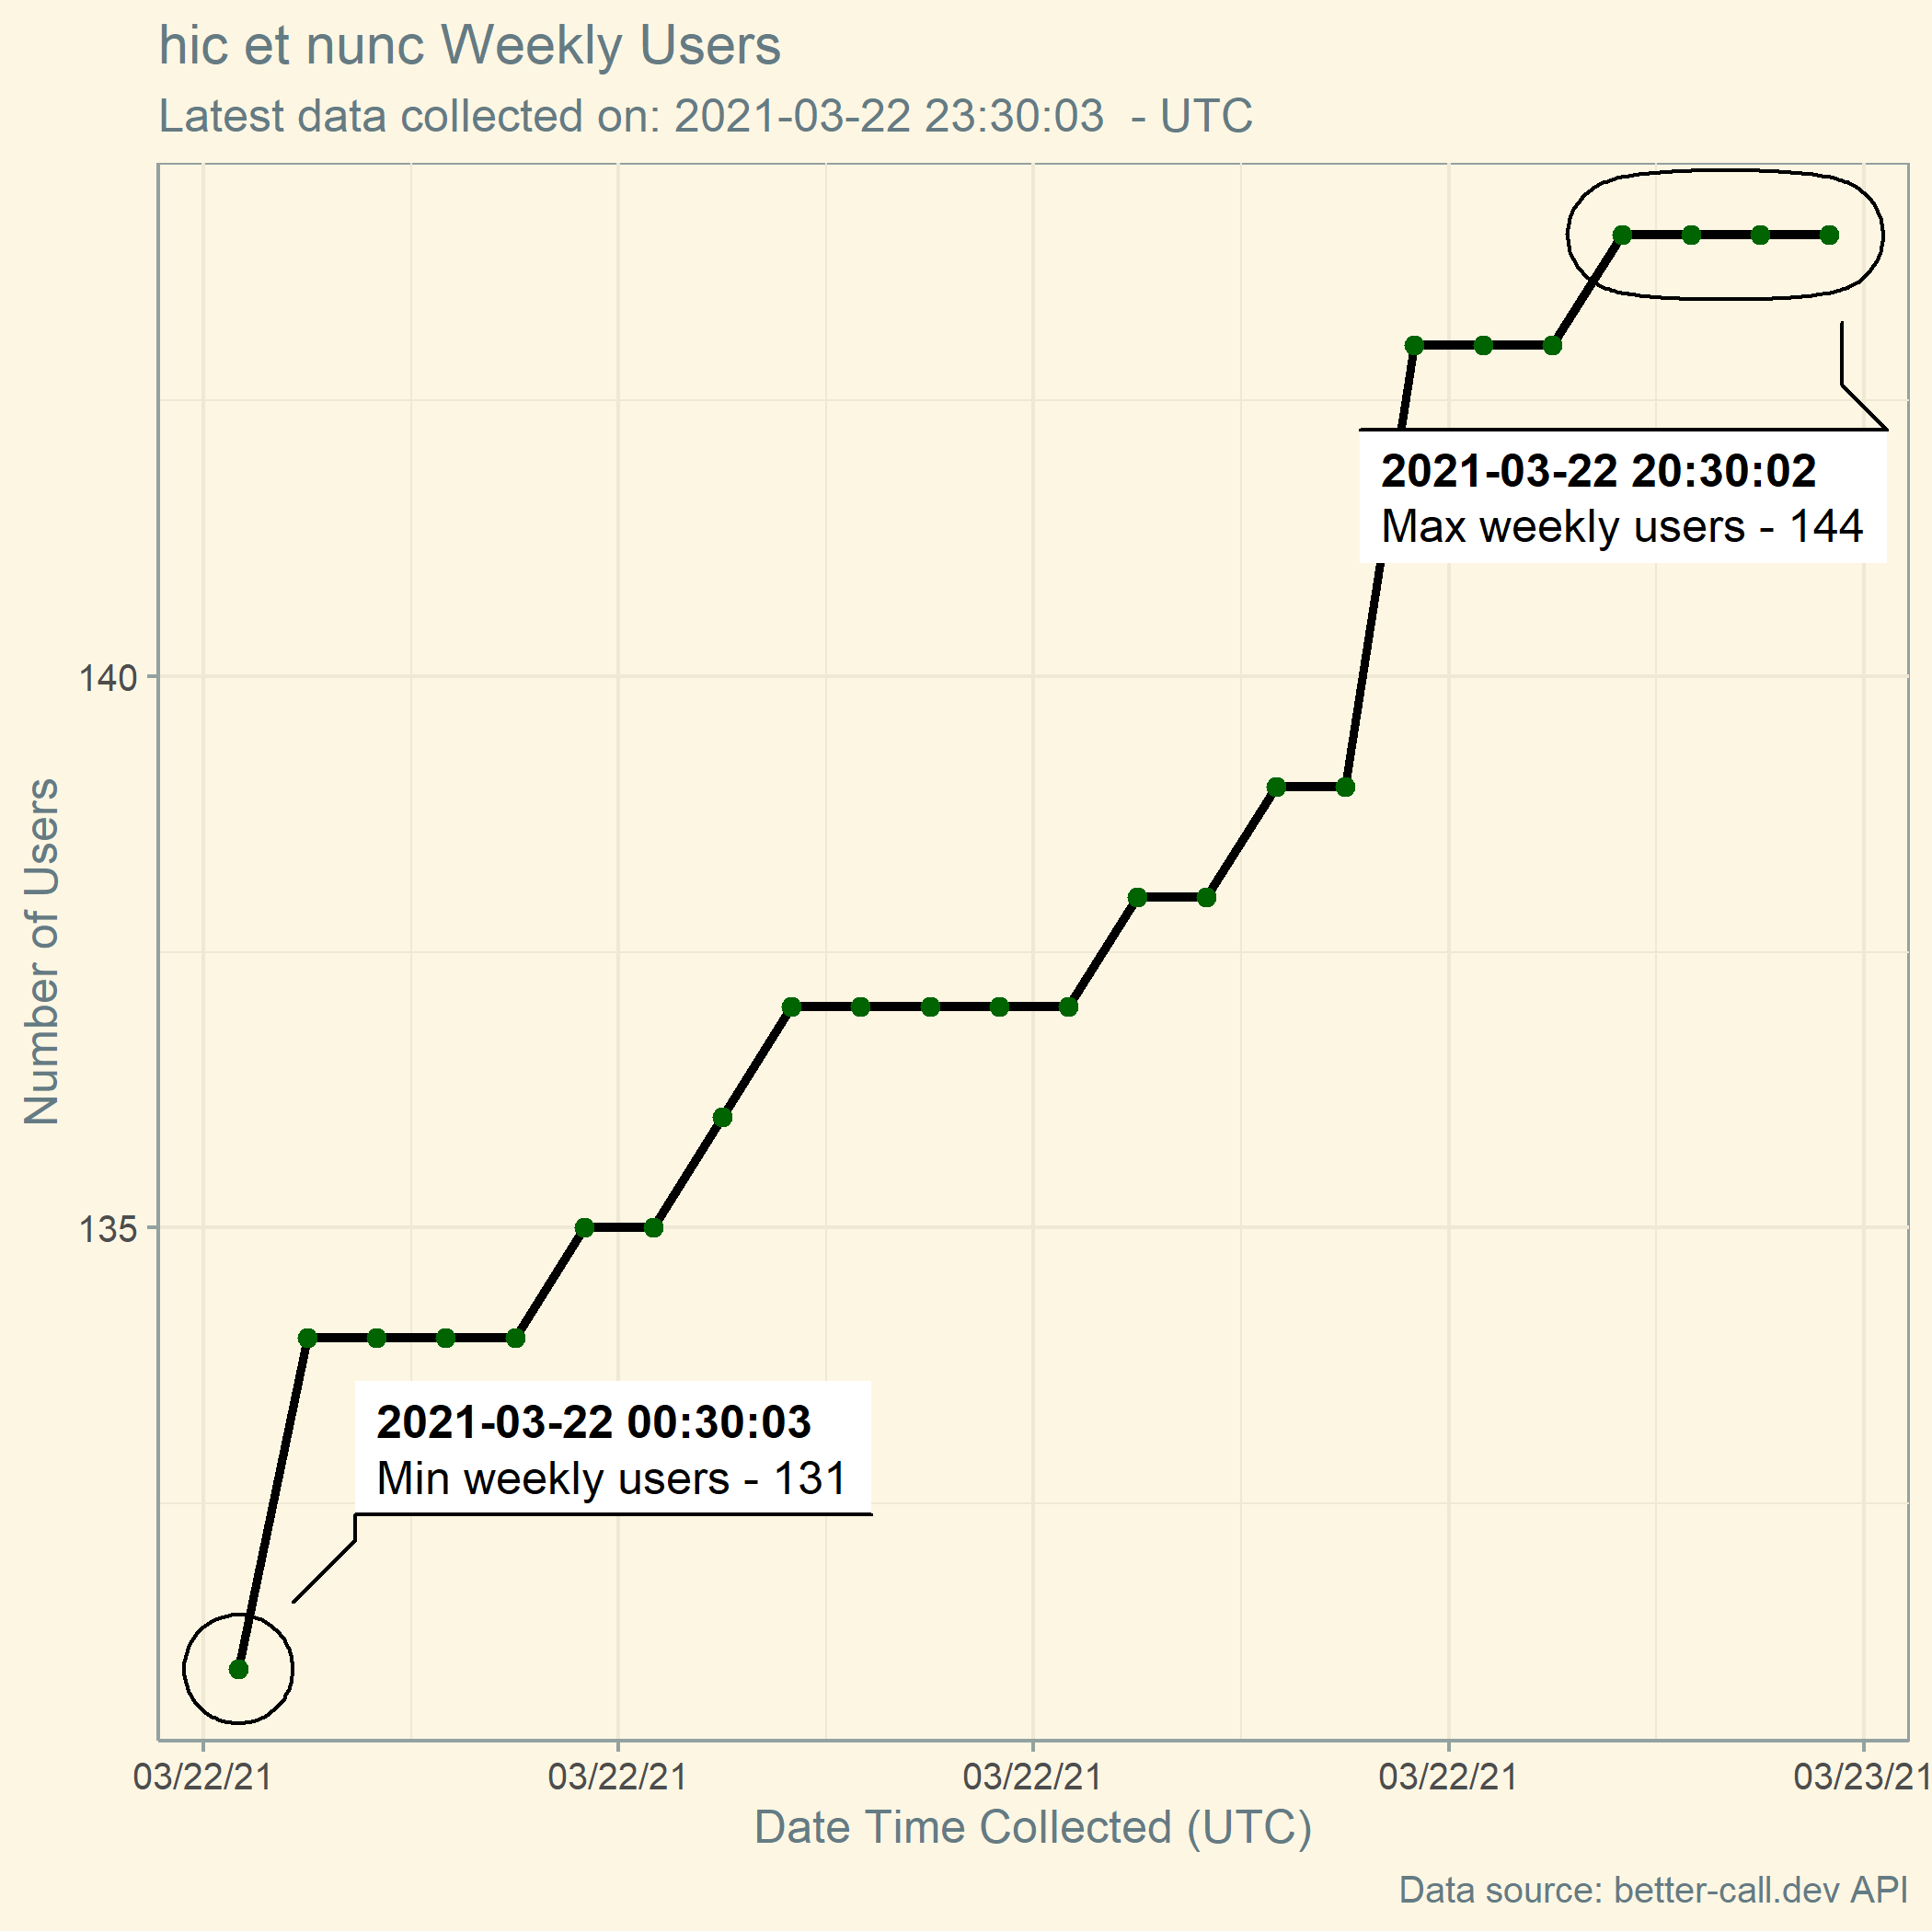 hic et nunc Weekly Users
Latest data collected on: 2021-03-22 23:30:03  - UTC
2021-03-22 20:30:02
Max weekly users - 144
140
Number of Users
135
2021-03-22 00:30:03
Min weekly users - 131
03/22/21 03/22/21 03/22/21 03/22/21 03/23/21
Date Time Collected (UTC)
Data source: better-call.dev API